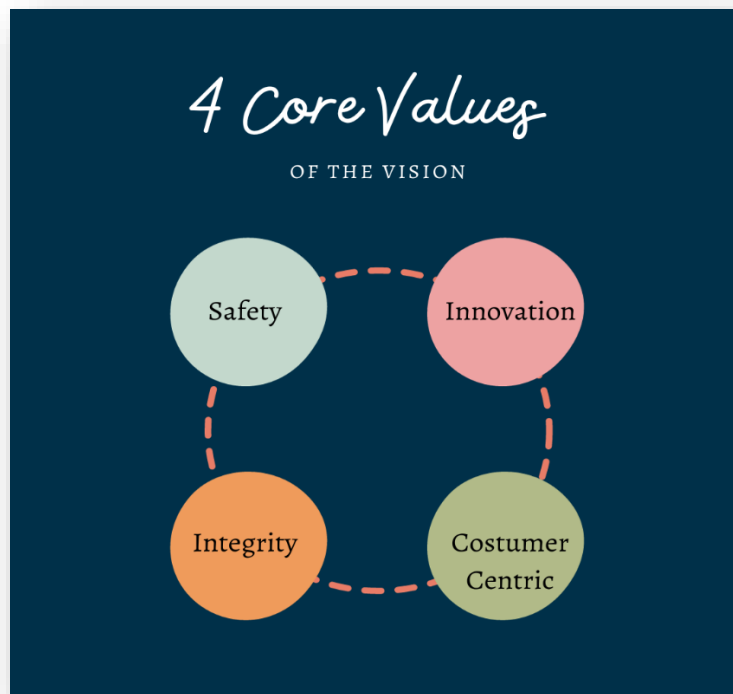 4 Core Values
OF THE VISION
Safety
Innovation
Integrity
Costumer
Centric